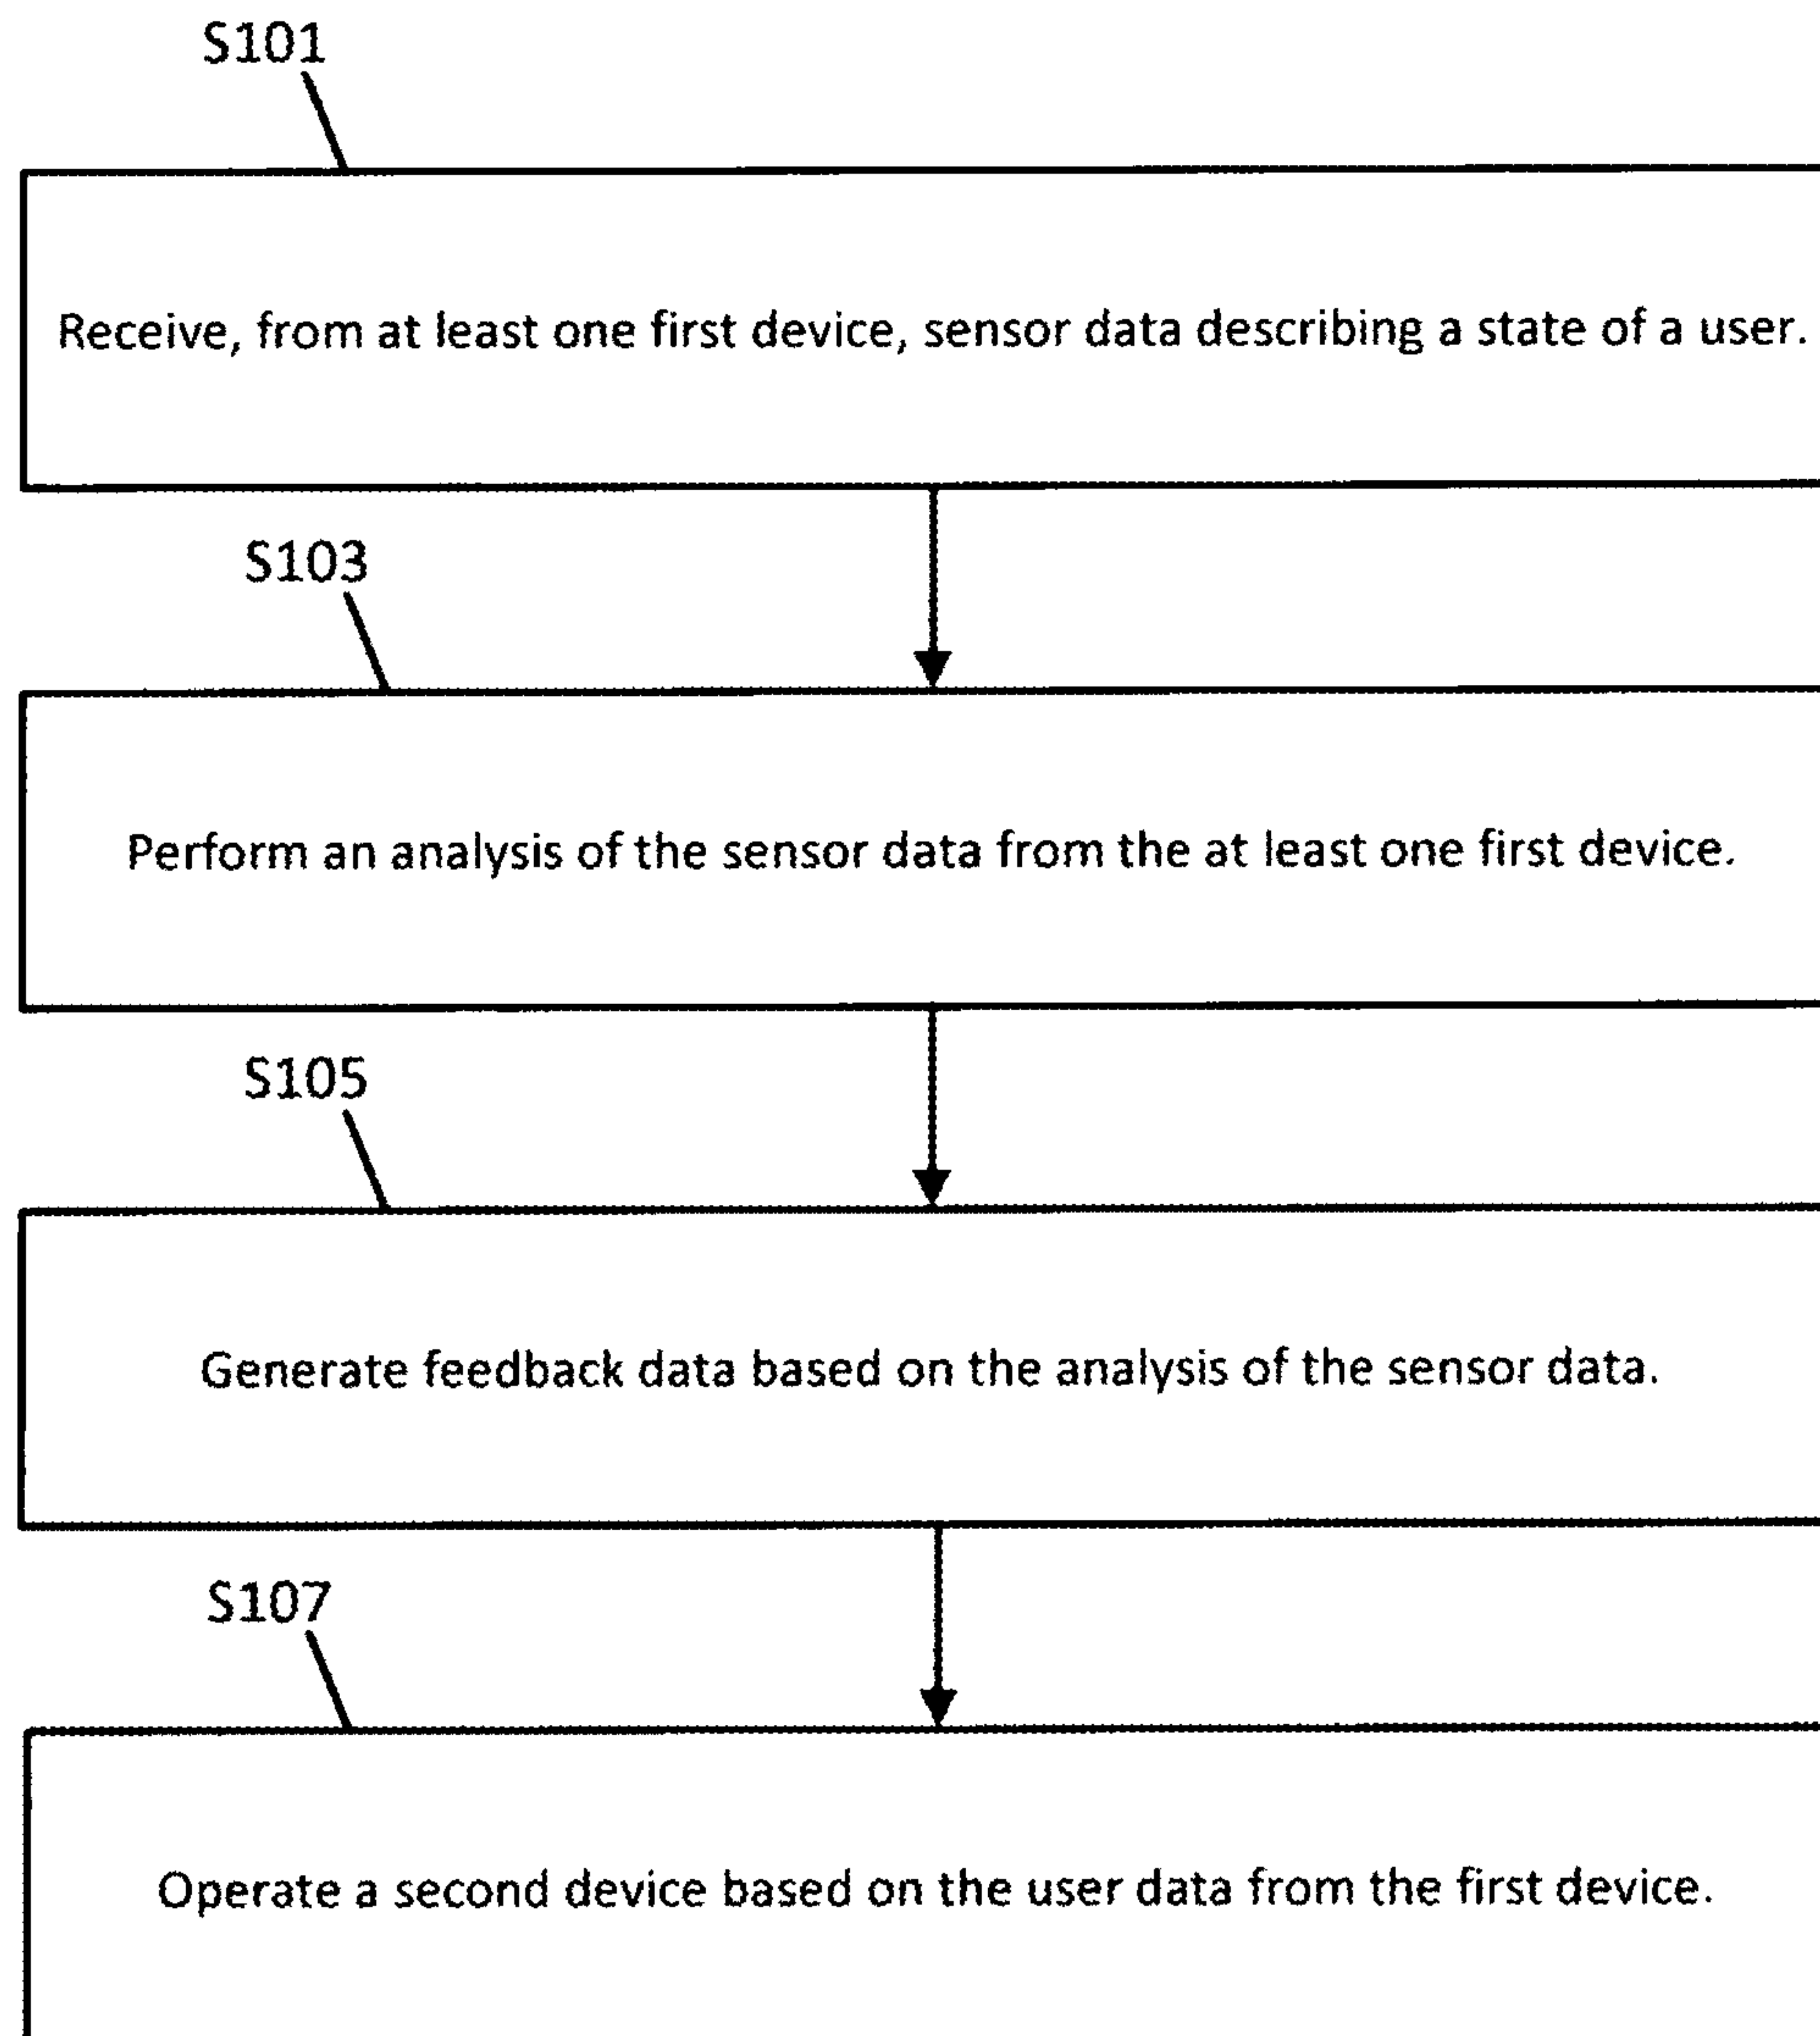 S101
Receive, from at least one first device, sensor data describing a state of a user.
S103
Perform an analysis of the sensor data from the at least one first device.
S105
Generate feedback data based on the analysis of the sensor data.
S107
Operate a second device based on the user data from the first device.